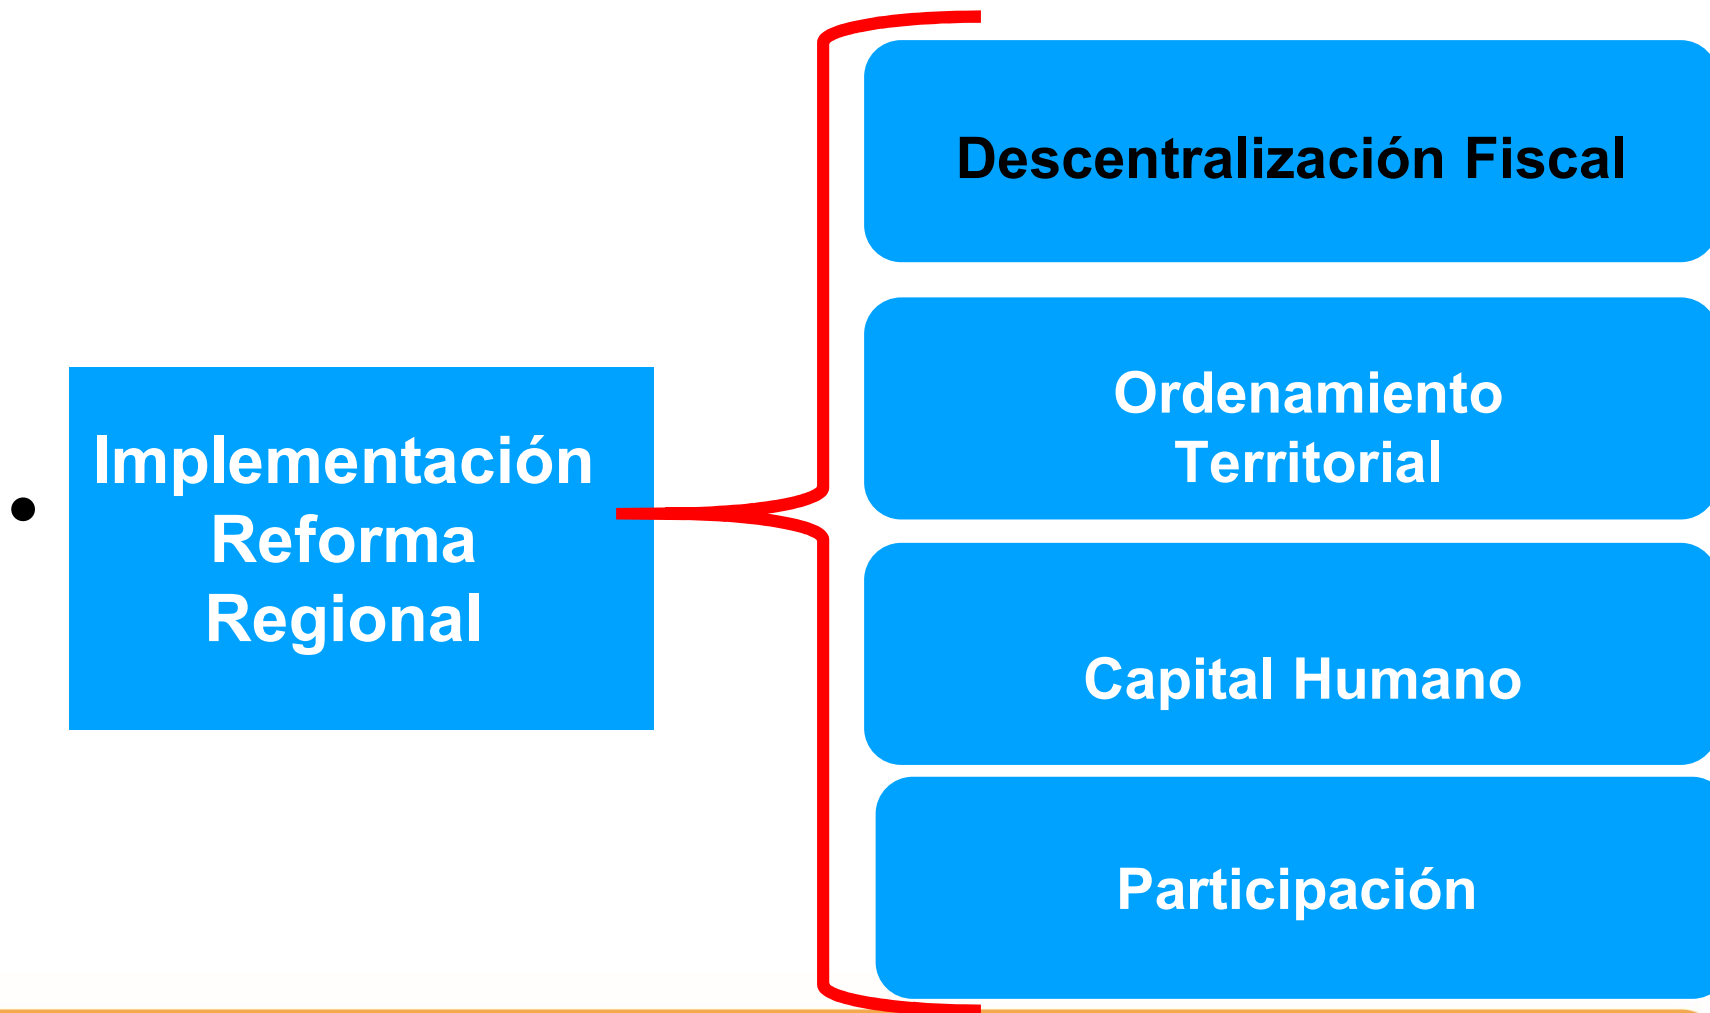 Descentralización Fiscal
Ordenamiento
Territorial
• Implementación
Reforma
Regional
Capital Humano
Participación